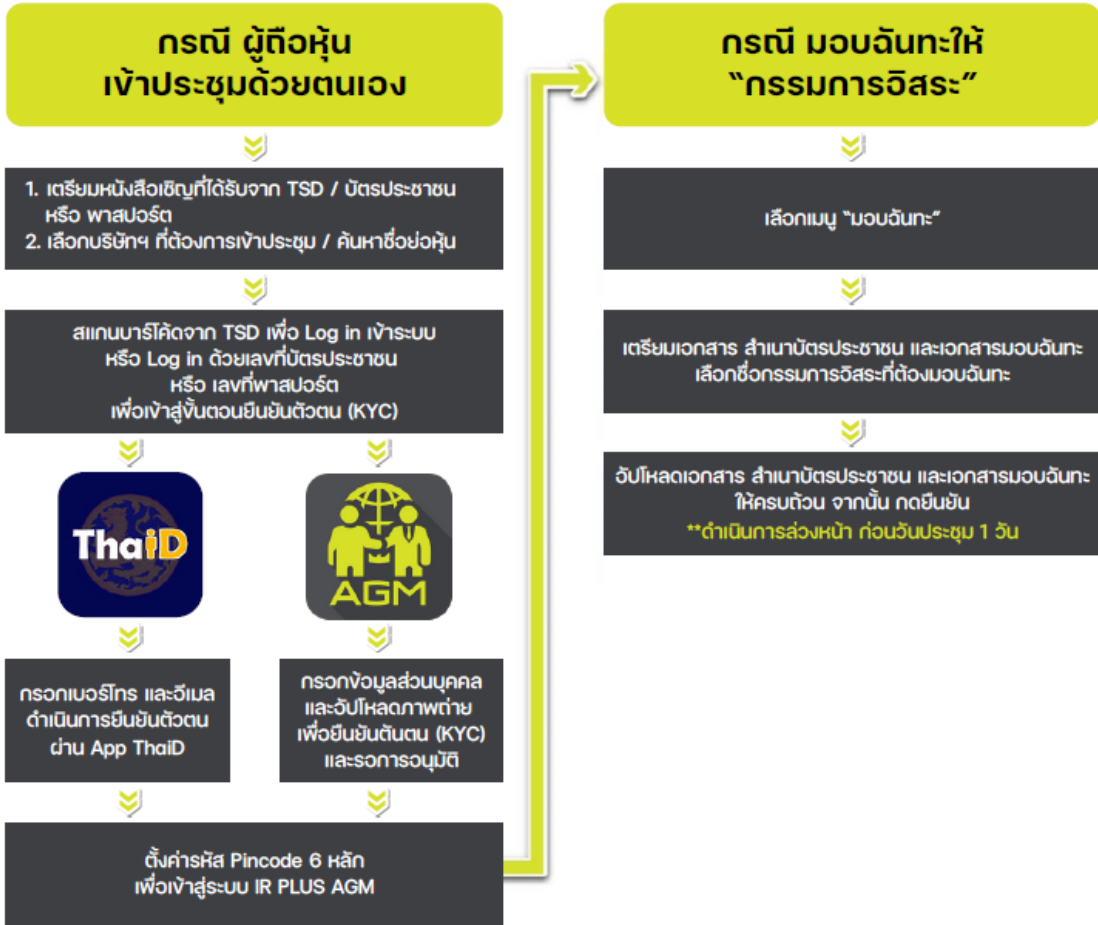 กรณี ผู้ถือหุ้น
เข้าประชุมด้วยตนเอง
1. เตรียมหนังสือเชิญที่ได้รับจาก TSD / บัตรประชาชน
หรือ พาสปอร์ต
2. เลือกบริษัทฯ ที่ต้องการเข้าประชุม / ค้นหาชื่อย่อหุ้น
สแกนบาร์โค้ดจาก TSD เพื่อ Log in เข้าระบบ
หรือ Log in ด้วยเลขที่บัตรประชาชน
หรือ เลขที่พาสปอร์ต
เพื่อเข้าสู่ขั้นตอนยืนยันตัวตน (KYC)
ThaiD
กรอกเบอร์โทร และอีเมล
ดำเนินการยืนยันตัวตน
ผ่าน App ThaiD
AGM
กรอกข้อมูลส่วนบุคคล
และอัปโหลดภาพถ่าย
เพื่อยืนยันตันตน (KYC)
และรอการอนุมัติ
ตั้งค่ารหัส Pincode 6 หลัก
เพื่อเข้าสู่ระบบ IR PLUS AGM
กรณี มอบฉันทะให้
“กรรมการอิสระ”
เลือกเมนู “มอบฉันทะ”
เตรียมเอกสาร สำเนาบัตรประชาชน และเอกสารมอบฉันทะ
เลือกชื่อกรรมการอิสระที่ต้องมอบฉันทะ
อัปโหลดเอกสาร สำเนาบัตรประชาชน และเอกสารมอบฉันทะ
ให้ครบถ้วน จากนั้น กดยืนยัน
**ดำเนินการล่วงหน้า ก่อนวันประชุม 1 วัน